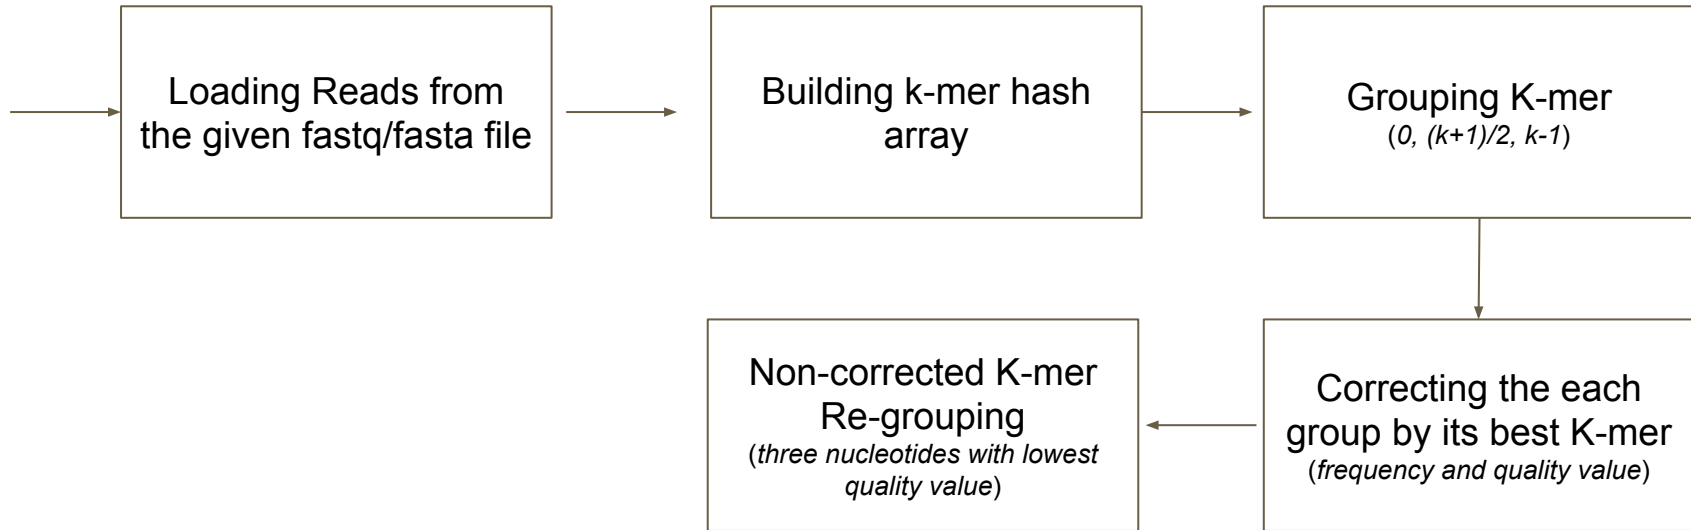 Loading Reads from
the given fastq/fasta file
Building k-mer hash
array
Grouping K-mer
(0, (k+1)/2, k-1)
Correcting the each
group by its best K-mer
(frequency and quality value)
Non-corrected K-mer
Re-grouping
(three nucleotides with lowest
quality value)